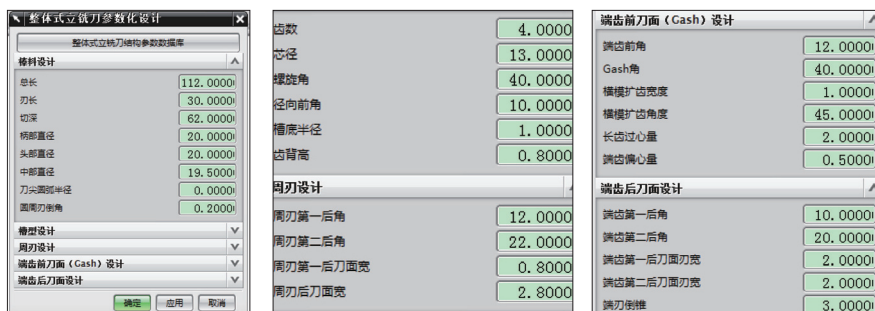 整体式立铣刀参数化设计
整体式立铣刀结构参数数据库
棒料设计
总长 112.0000
刃长 30.0000
切深 62.0000
柄部直径 20.0000
头部直径 20.0000
中部直径 19.5000
刀尖圆弧半径 0.0000
圆周刃倒角 0.2000
槽型设计
周刃设计
端齿前刀面（Gash）设计
端齿后刀面设计
确定 应用 取消
齿数 4.0000
芯径 13.0000
螺旋角 40.0000
径向前角 10.0000
槽底半径 1.0000
齿背高 0.8000
周刃设计
周刃第一后角 12.0000
周刃第二后角 22.0000
周刃第一后刀面宽 0.8000
周刃后刀面宽 2.8000
端齿前刀面（Gash）设计
端齿前角 12.0000
Gash角 40.0000
横模扩齿宽度 1.0000
横模扩齿角度 45.0000
长齿过心量 2.0000
端齿偏心量 0.5000
端齿后刀面设计
端齿第一后角 10.0000
端齿第二后角 20.0000
端齿第一后刀面刃宽 2.0000
端齿第二后刀面刃宽 2.0000
端刃倒锥 3.0000